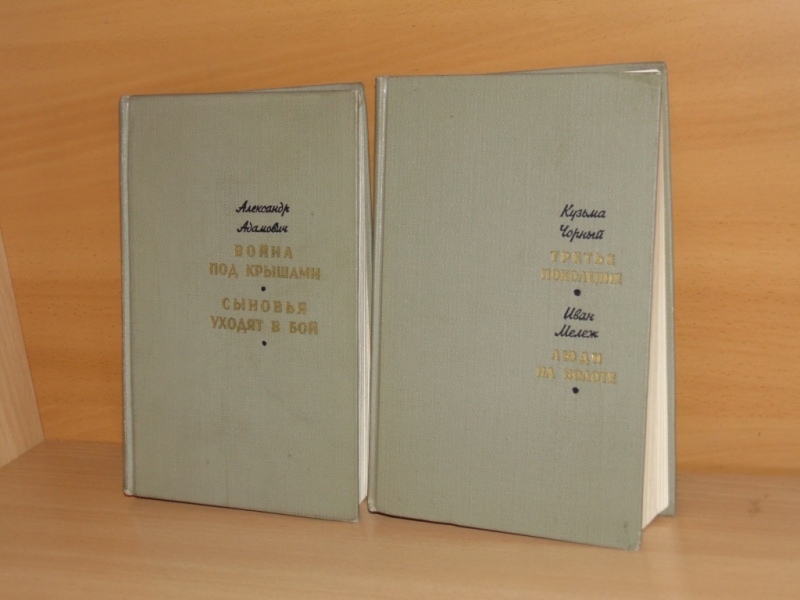 Александр
Адамович
ВОЙНА
ПОД КРЫШАМИ
СЫНОВЬЯ
УХОДЯТ В БОЙ
Кузьма
Чорный
ТРЕТЬЕ
ПОКОЛЕНИЕ
Иван
Мележ
ЛЮДИ
НА БОЛОТЕ